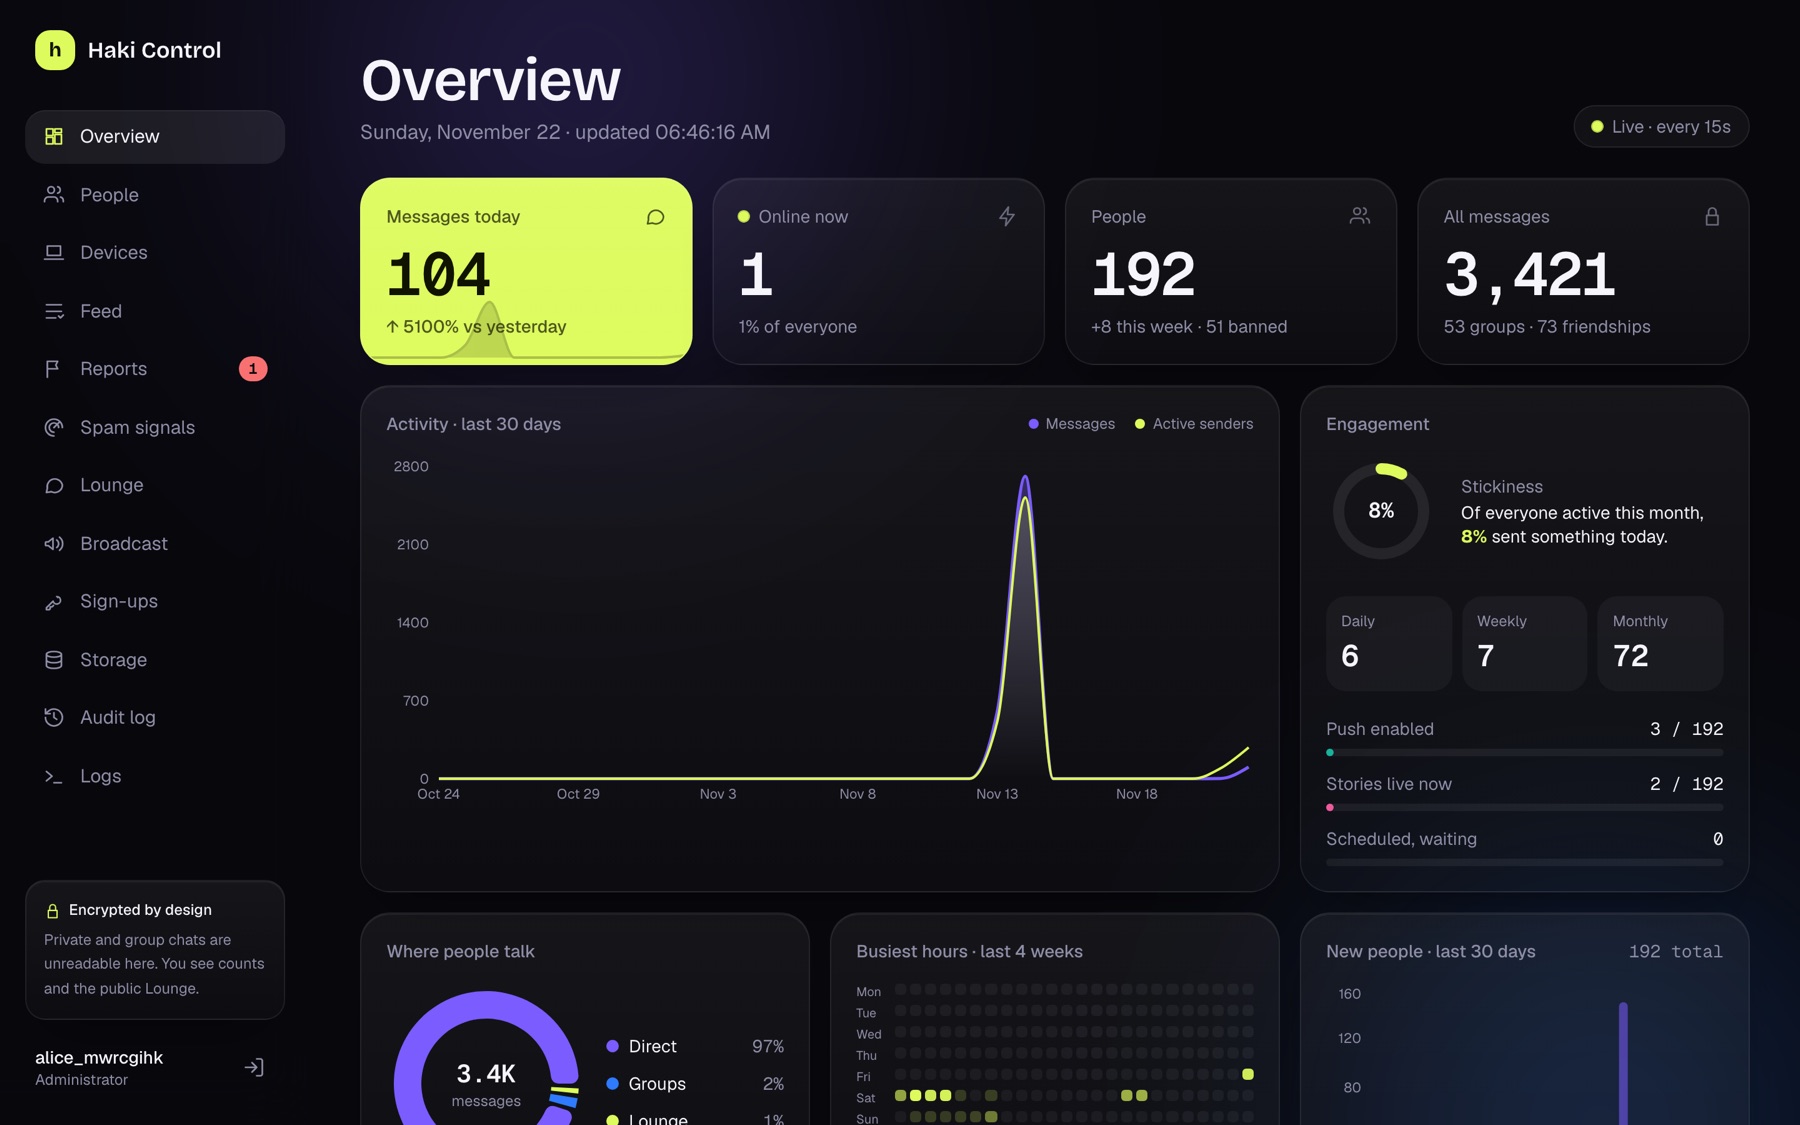 h Haki Control
Overview
People
Devices
Feed
Reports 1
Spam signals
Lounge
Broadcast
Sign-ups
Storage
Audit log
Logs
Encrypted by design
Private and group chats are
unreadable here. You see counts
and the public Lounge.
alice_mwrcgihk
Administrator
Overview
Sunday, November 22 · updated 06:46:16 AM
Live · every 15s
Messages today
104
↑ 5100% vs yesterday
Online now
1
1% of everyone
People
192
+8 this week · 51 banned
All messages
3,421
53 groups · 73 friendships
Activity · last 30 days
Messages Active senders
2800
2100
1400
700
0
Oct 24 Oct 29 Nov 3 Nov 8 Nov 13 Nov 18
Engagement
8%
Stickiness
Of everyone active this month,
8% sent something today.
Daily Weekly Monthly
6 7 72
Push enabled 3 / 192
Stories live now 2 / 192
Scheduled, waiting 0
Where people talk
3.4K
messages
Direct 97%
Groups 2%
Lounge 1%
Busiest hours · last 4 weeks
Mon
Tue
Wed
Thu
Fri
Sat
Sun
New people · last 30 days 192 total
160
120
80